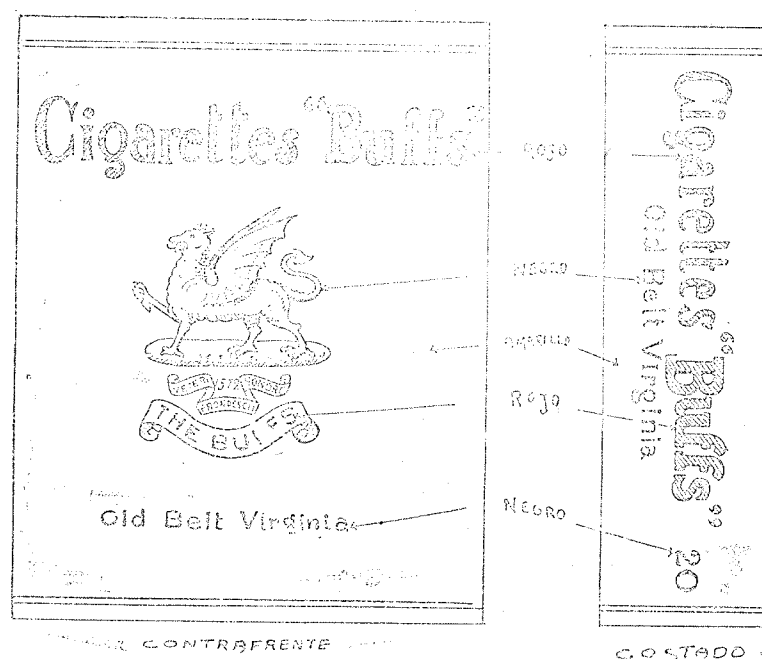 Cigarettes "Buffs"
1572
THE BUFFS
Old Belt Virginia
CONTRAFRENTE
ROJO
NEGRO
AMARILLO
ROJO
NEGRO
Cigarettes "Buffs" 20
Old Belt Virginia
COSTADO